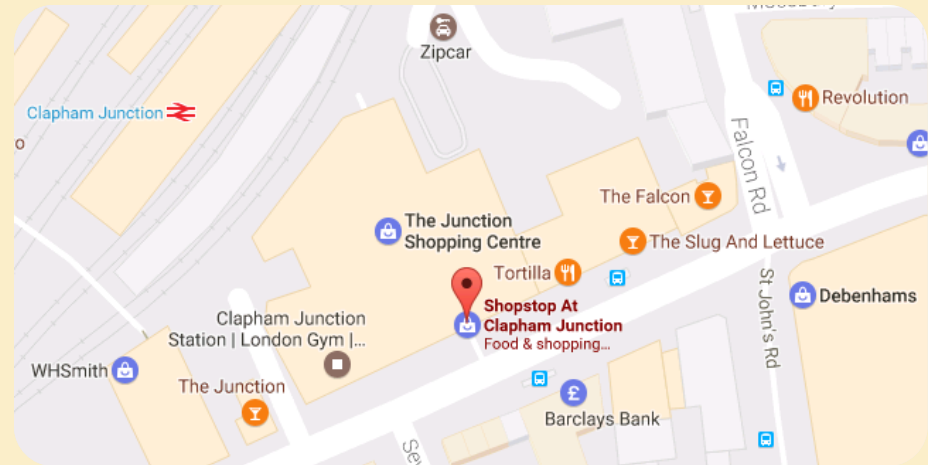 Zipcar
Clapham Junction
Revolution
Falcon Rd
The Falcon
The Junction
Shopping Centre
The Slug And Lettuce
Tortilla
Shopstop At
Clapham Junction
Food & shopping...
Debenhams
St John's Rd
Clapham Junction
Station | London Gym |...
WHSmith
The Junction
£
Barclays Bank